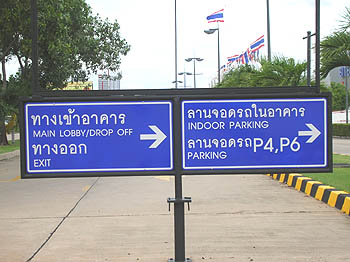 ทางเข้าอาคาร
MAIN LOBBY/DROP OFF
ทางออก
EXIT
ลานจอดรถในอาคาร
INDOOR PARKING
ลานจอดรถP4,P6
PARKING